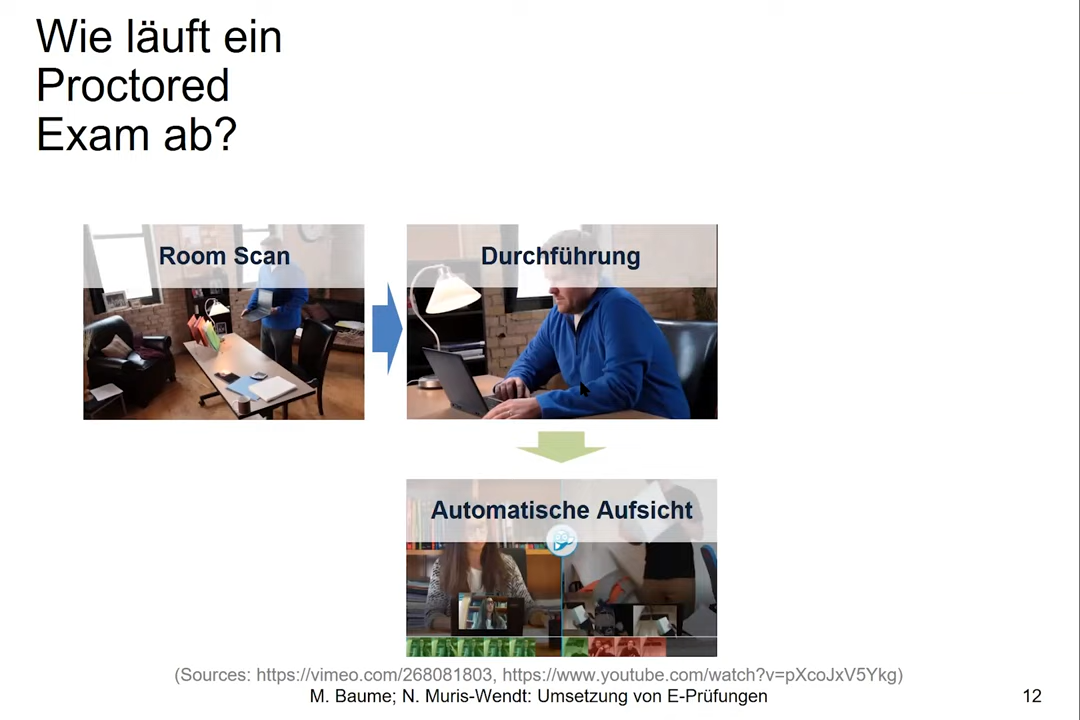 Wie läuft ein
Proctored
Exam ab?
Room Scan
Durchführung
Automatische Aufsicht
(Sources: https://vimeo.com/268081803, https://www.youtube.com/watch?v=pXcoJxV5Ykg)
M. Baume; N. Muris-Wendt: Umsetzung von E-Prüfungen
12